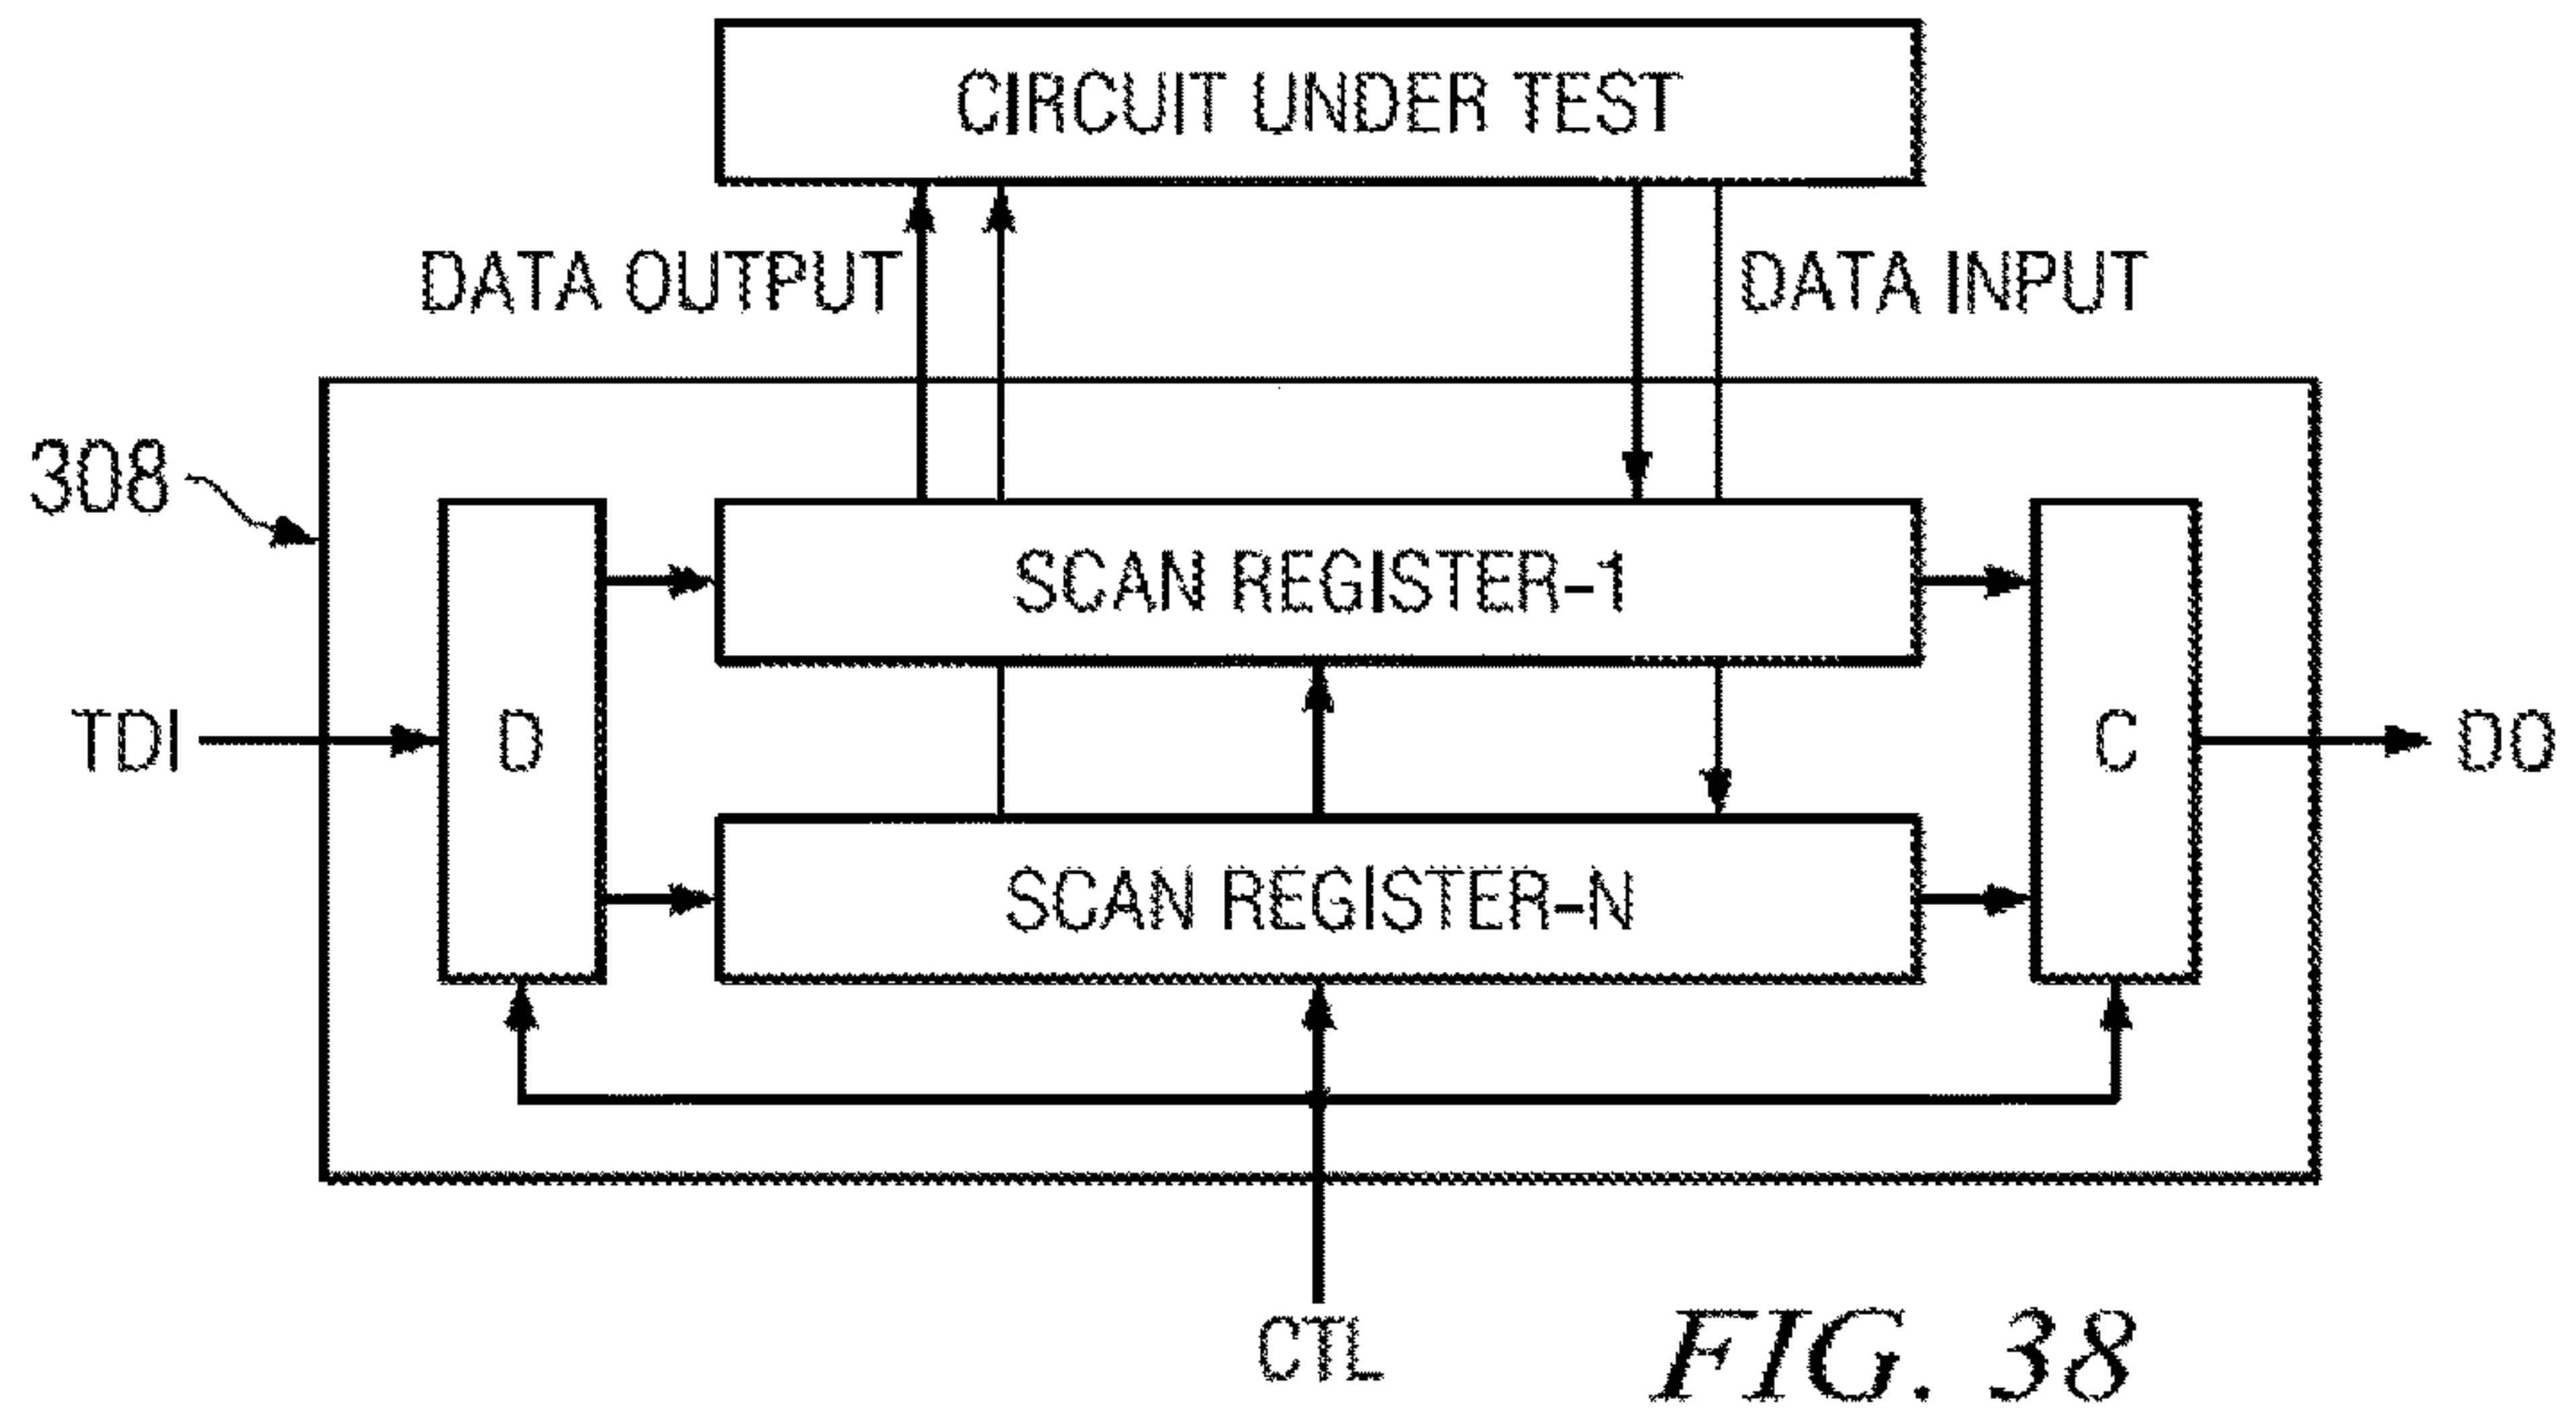 CIRCUIT UNDER TEST
DATA OUTPUT
DATA INPUT
308
SCAN REGISTER-1
TDI
D
C
DO
SCAN REGISTER-N
CTL
FIG. 38